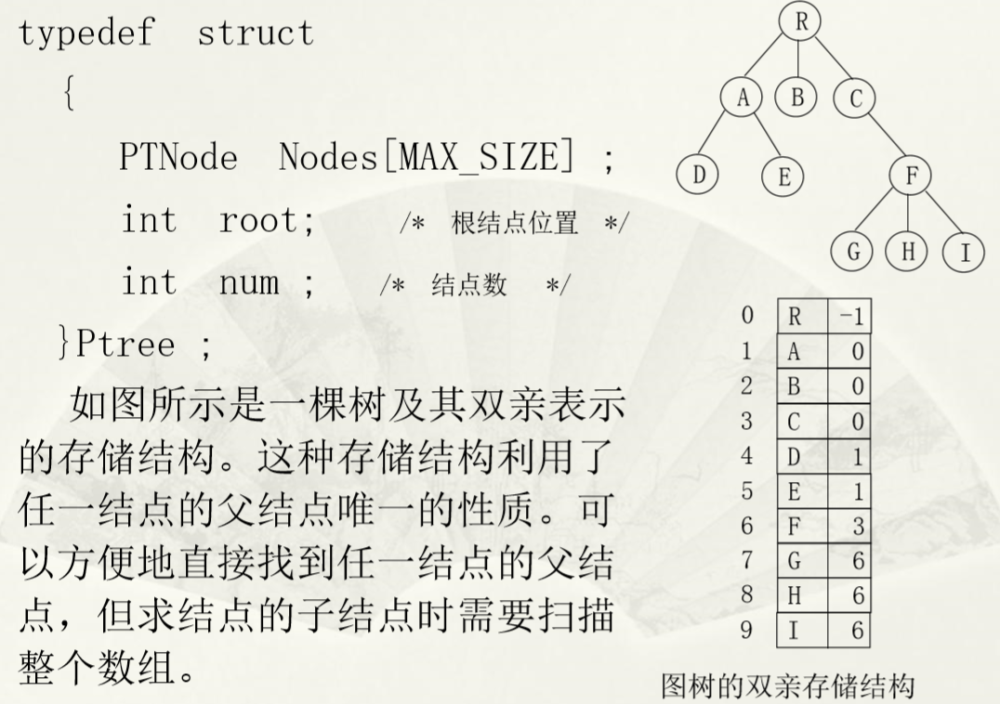 typedef struct
{
PTNode Nodes[MAX_SIZE] ;
int root; /* 根结点位置 */
int num ; /* 结点数 */
}Ptree ;
如图所示是一棵树及其双亲表示
的存储结构。这种存储结构利用了
任一结点的父结点唯一的性质。可
以方便地直接找到任一结点的父结
点，但求结点的子结点时需要扫描
整个数组。
R
A B C
D E F
G H I
0 R -1
1 A 0
2 B 0
3 C 0
4 D 1
5 E 1
6 F 3
7 G 6
8 H 6
9 I 6
图树的双亲存储结构